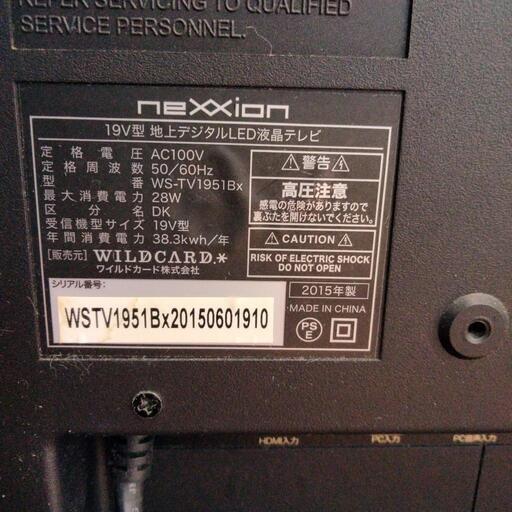 REFER SERVICING TO QUALIFIED
SERVICE PERSONNEL.
neXXion
19V型 地上デジタルLED液晶テレビ
定格電圧 AC100V
定格周波数 50/60Hz
型番 WS-TV1951Bx
最大消費電力 28W
区分名 DK
受信機型サイズ 19V型
年間消費電力 38.3kwh/年
[販売元] WILDCARD.*
ワイルドカード株式会社
⚠警告⚠
高圧注意
感電の危険がありますので
裏ぶたを開けないでください。
⚠ CAUTION ⚠
RISK OF ELECTRIC SHOCK
DO NOT OPEN
シリアル番号:
WSTV1951Bx20150601910
2015年製
MADE IN CHINA
PSE
HDMI入力
PC入力
PC音声入力